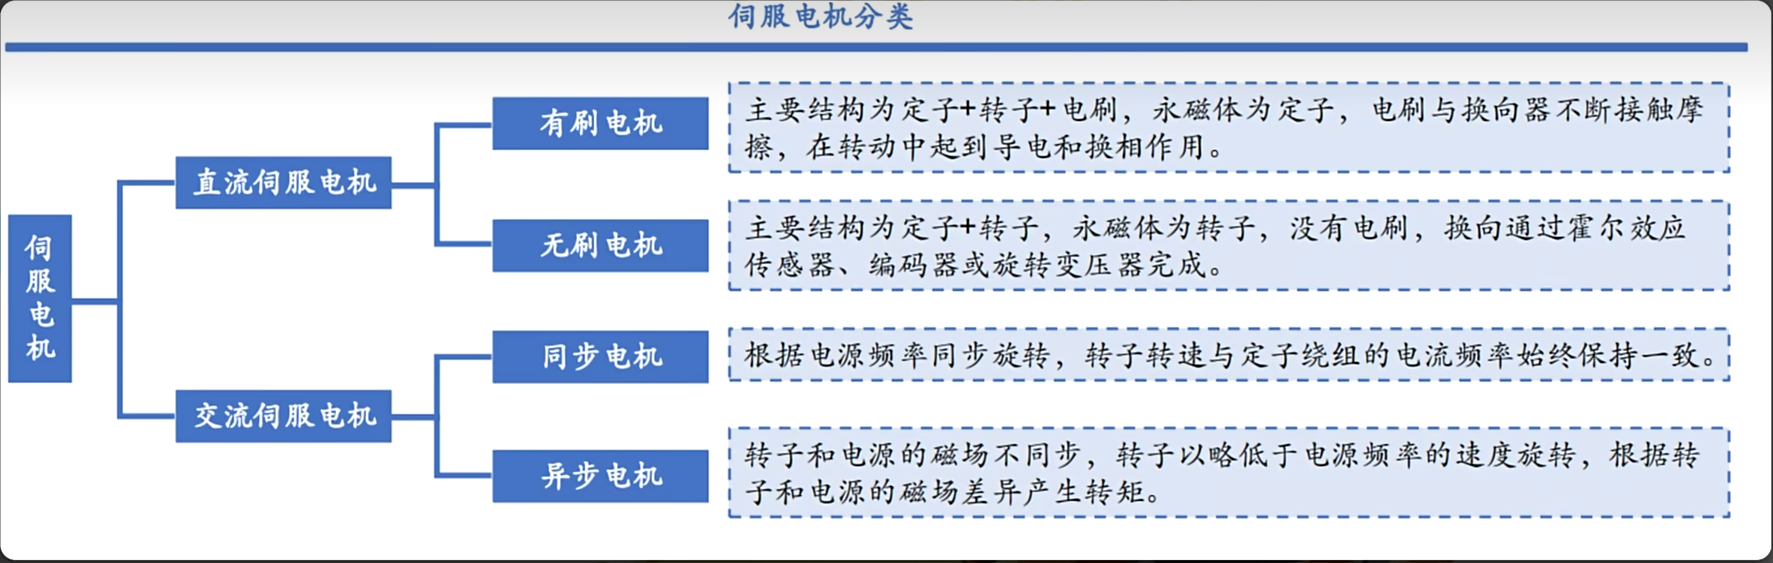 伺服电机分类
伺服电机
直流伺服电机
有刷电机
主要结构为定子+转子+电刷，永磁体为定子，电刷与换向器不断接触摩
擦，在转动中起到导电和换相作用。
无刷电机
主要结构为定子+转子，永磁体为转子，没有电刷，换向通过霍尔效应
传感器、编码器或旋转变压器完成。
交流伺服电机
同步电机
根据电源频率同步旋转，转子转速与定子绕组的电流频率始终保持一致。
异步电机
转子和电源的磁场不同步，转子以略低于电源频率的速度旋转，根据转
子和电源的磁场差异产生转矩。